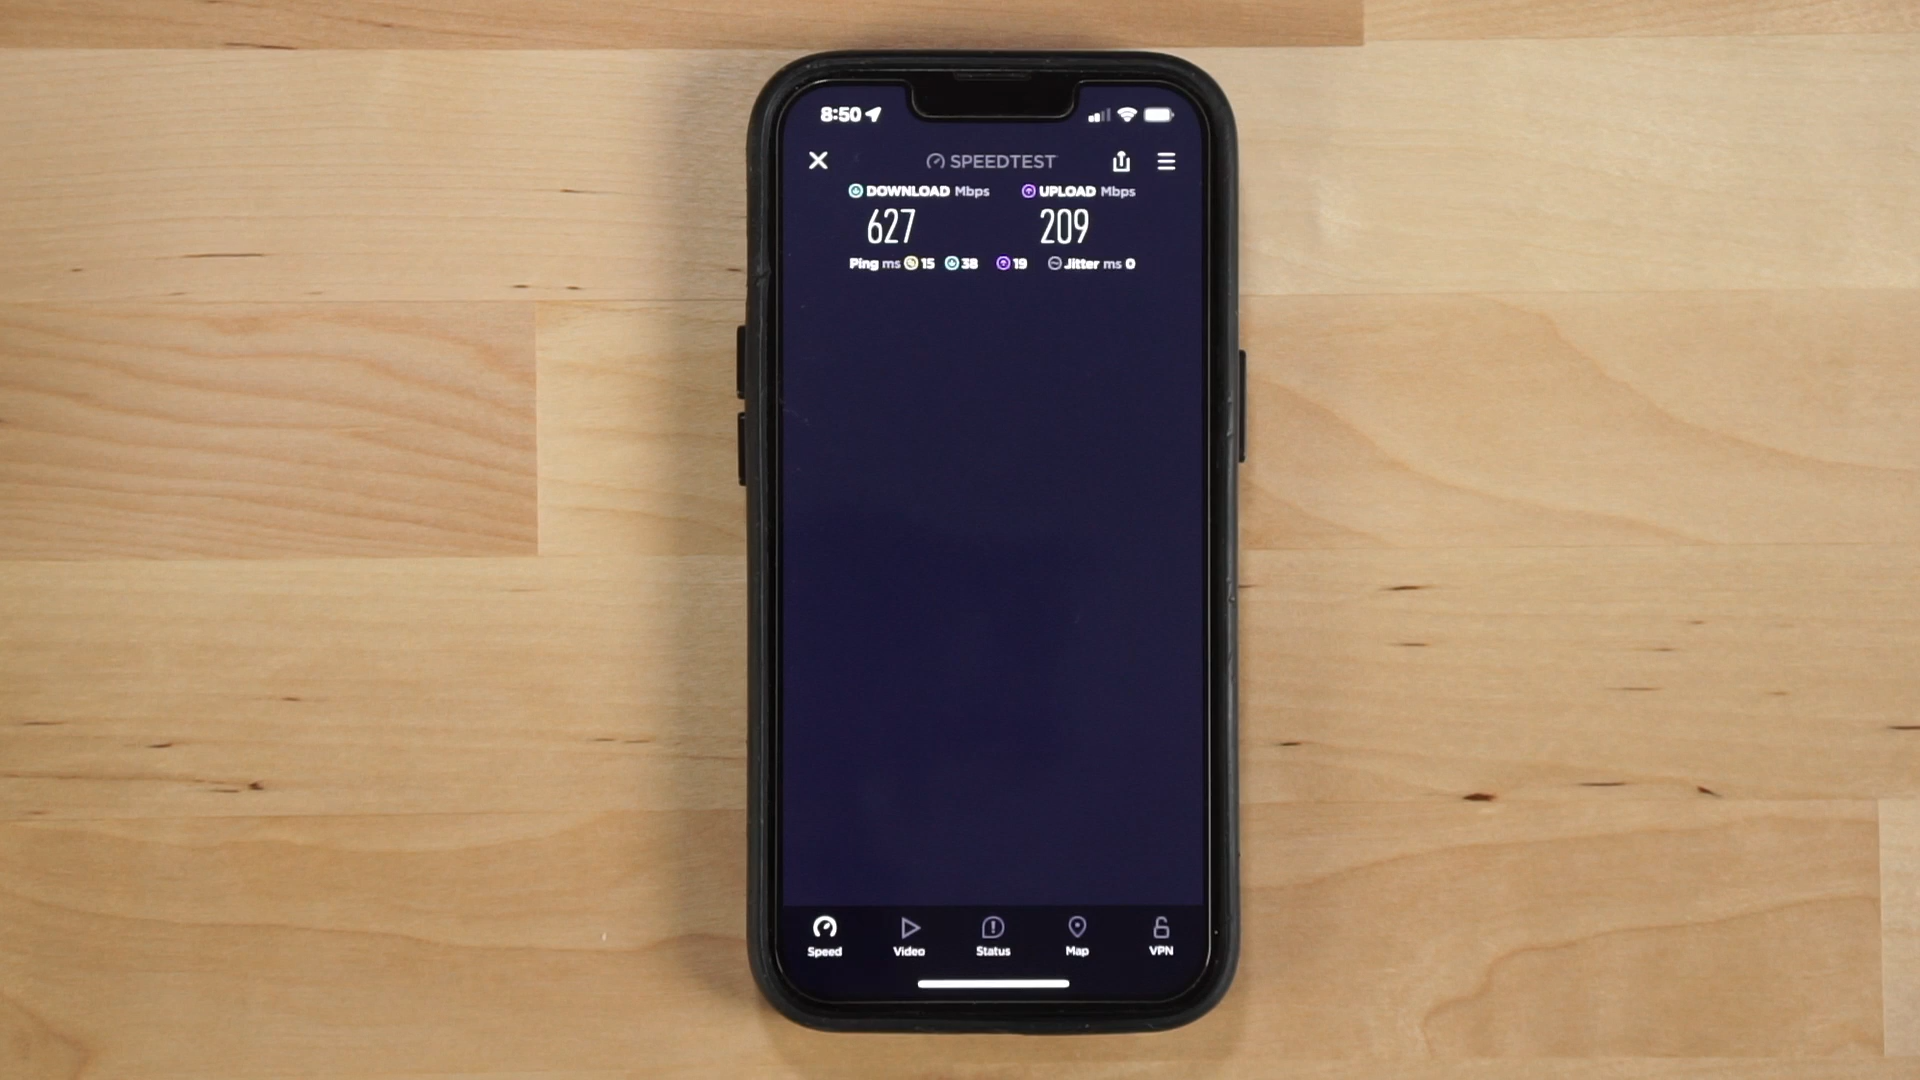 8:50
SPEEDTEST
DOWNLOAD Mbps UPLOAD Mbps
627 209
Ping ms 15 38 19 Jitter ms 0
Speed Video Status Map VPN